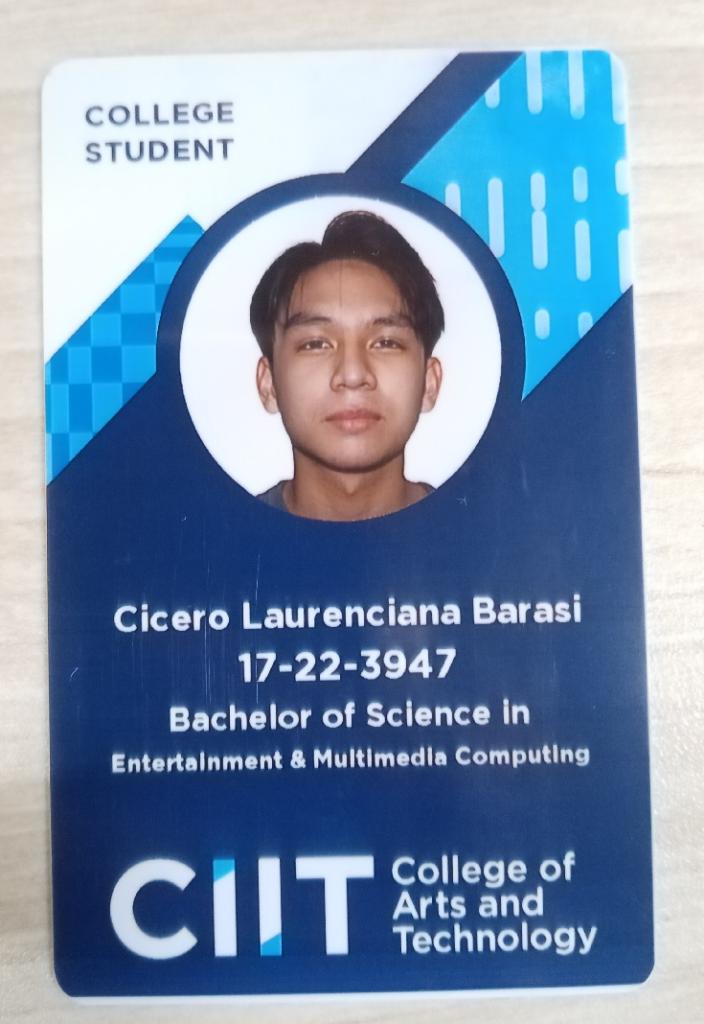 COLLEGE
STUDENT
Cicero Laurenciana Barasi
17-22-3947
Bachelor of Science in
Entertainment & Multimedia Computing
CIIT
College of
Arts and
Technology